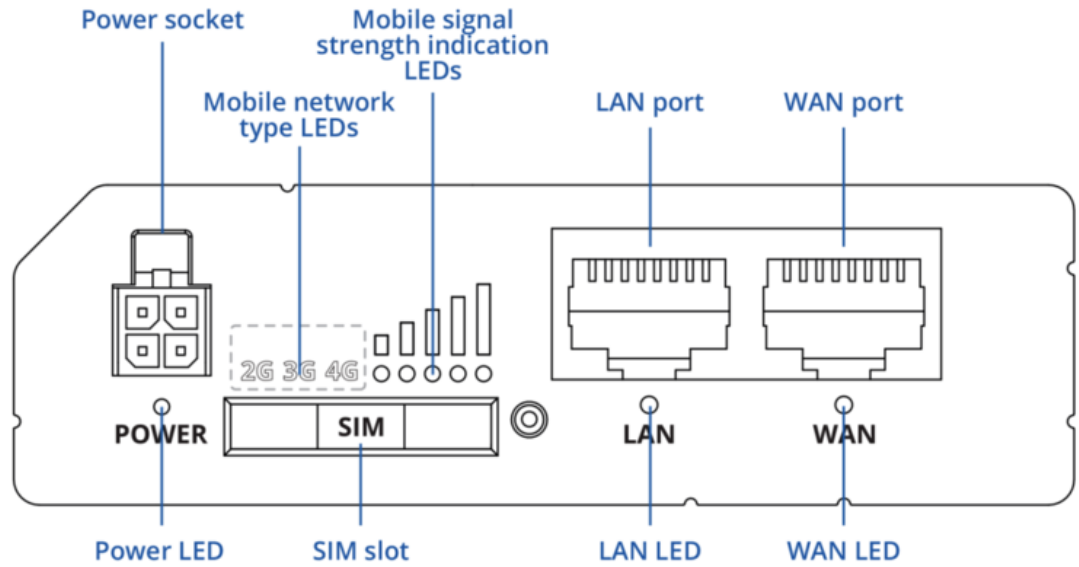 Power socket
Mobile signal
strength indication
LEDs
Mobile network
type LEDs
LAN port
WAN port
2G 3G 4G
POWER
SIM
LAN
WAN
Power LED
SIM slot
LAN LED
WAN LED